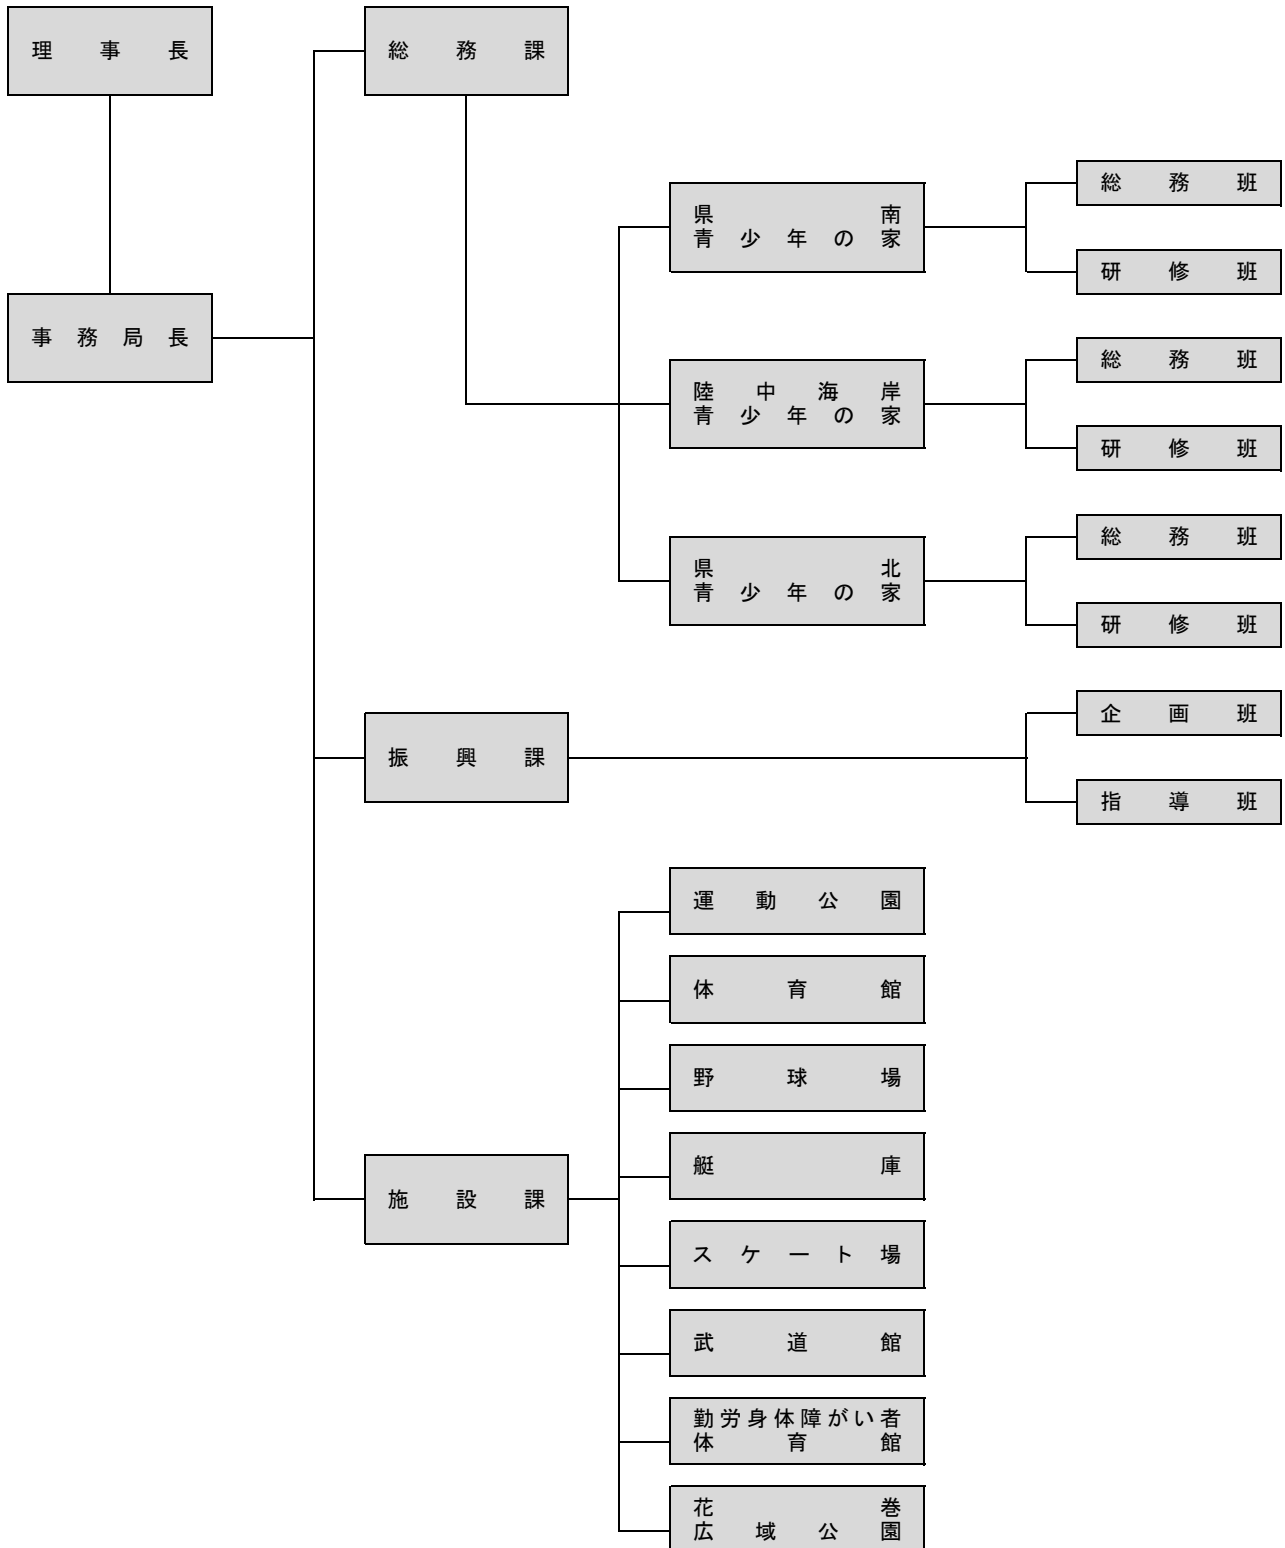 理事長
総務課
総務班
県南
青少年の家
研修班
事務局長
総務班
陸中海岸
青少年の家
研修班
総務班
県北
青少年の家
研修班
企画班
振興課
指導班
運動公園
体育館
野球場
艇庫
施設課
スケート場
武道館
勤労身体障がい者
体育館
花巻
広域公園